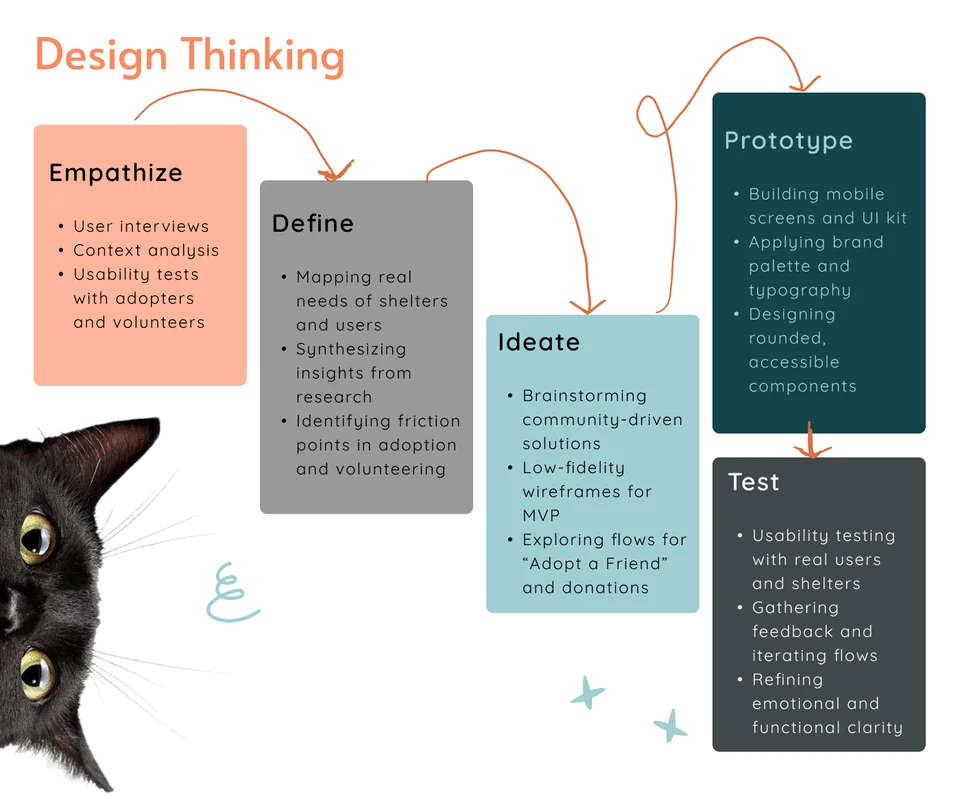 Design Thinking
Empathize
• User interviews
• Context analysis
• Usability tests
with adopters
and volunteers
Define
• Mapping real
needs of shelters
and users
• Synthesizing
insights from
research
• Identifying friction
points in adoption
and volunteering
Ideate
• Brainstorming
community-driven
solutions
• Low-fidelity
wireframes for
MVP
• Exploring flows for
“Adopt a Friend”
and donations
Prototype
• Building mobile
screens and UI kit
• Applying brand
palette and
typography
• Designing
rounded,
accessible
components
Test
• Usability testing
with real users
and shelters
• Gathering
feedback and
iterating flows
• Refining
emotional and
functional clarity